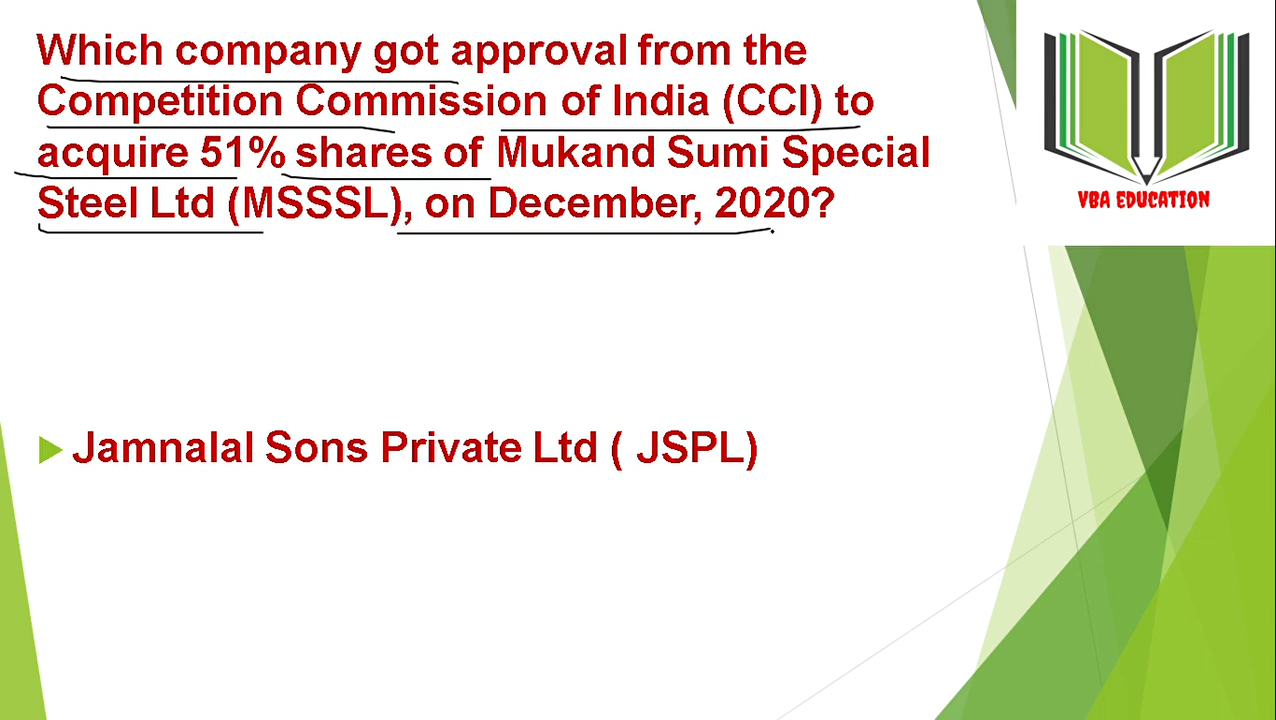 Which company got approval from the
Competition Commission of India (CCI) to
acquire 51% shares of Mukand Sumi Special
Steel Ltd (MSSSL), on December, 2020?
VBA EDUCATION
Jamnalal Sons Private Ltd ( JSPL)